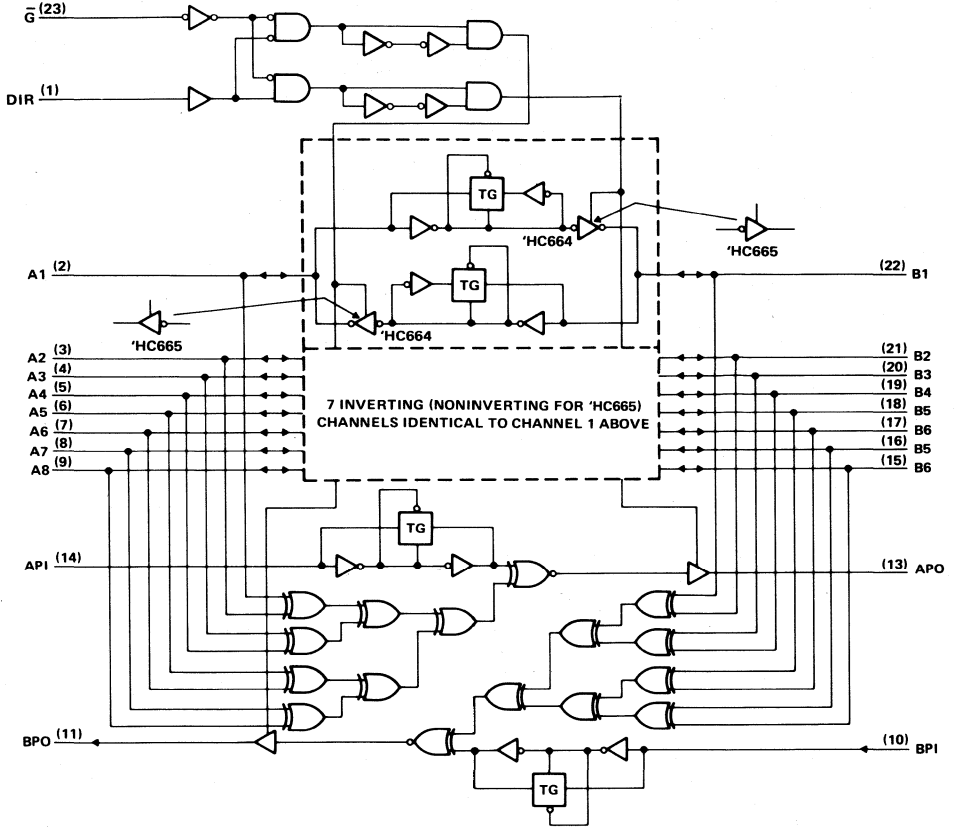 G̅ (23)
DIR (1)
TG
'HC664
'HC665
A1 (2)
(22) B1
TG
'HC664
'HC665
A2 (3)
(21) B2
A3 (4)
(20) B3
A4 (5)
(19) B4
A5 (6)
(18) B5
A6 (7)
(17) B6
A7 (8)
(16) B5
A8 (9)
(15) B6
7 INVERTING (NONINVERTING FOR 'HC665)
CHANNELS IDENTICAL TO CHANNEL 1 ABOVE
TG
API (14)
(13) APO
BPO (11)
(10) BPI
TG